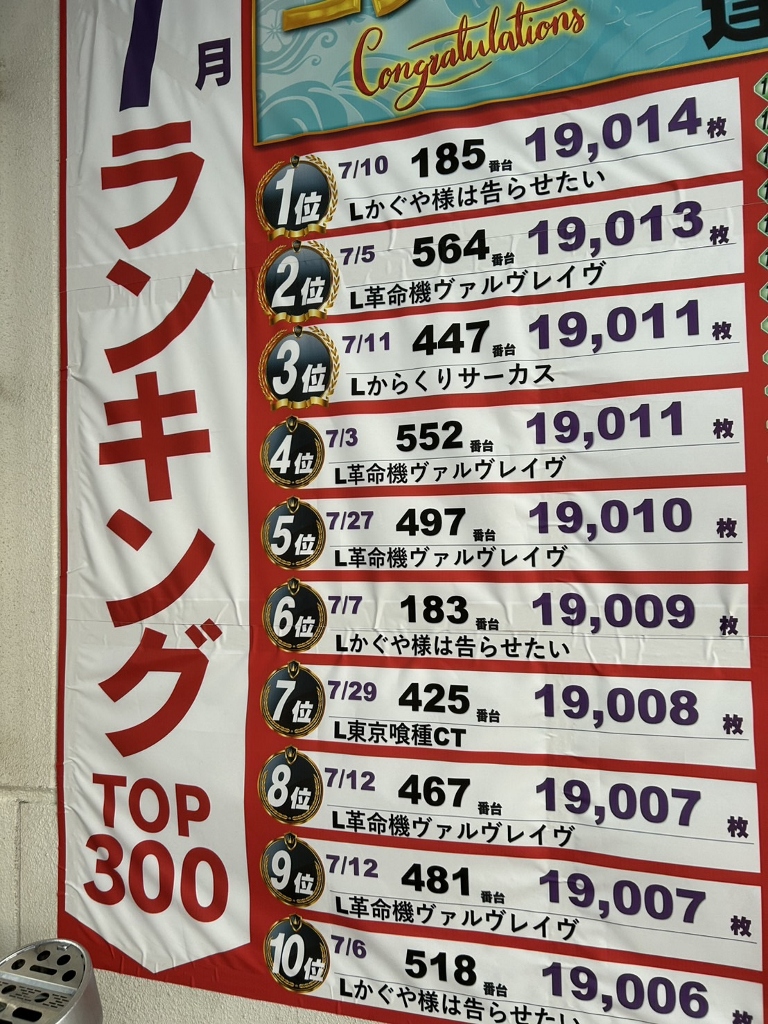 7月
ランキング
TOP
300
Congratulations
1位 7/10 185番台 19,014枚
Lかぐや様は告らせたい
2位 7/5 564番台 19,013枚
L革命機ヴァルヴレイヴ
3位 7/11 447番台 19,011枚
Lからくりサーカス
4位 7/3 552番台 19,011枚
L革命機ヴァルヴレイヴ
5位 7/27 497番台 19,010枚
L革命機ヴァルヴレイヴ
6位 7/7 183番台 19,009枚
Lかぐや様は告らせたい
7位 7/29 425番台 19,008枚
L東京喰種CT
8位 7/12 467番台 19,007枚
L革命機ヴァルヴレイヴ
9位 7/12 481番台 19,007枚
L革命機ヴァルヴレイヴ
10位 7/6 518番台 19,006枚
Lかぐや様は告らせたい